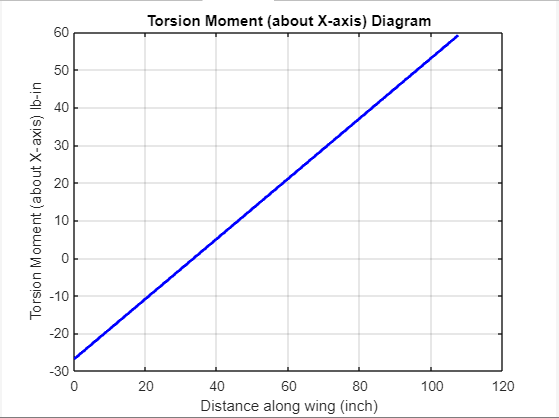 Torsion Moment (about X-axis) Diagram
60
50
40
30
20
10
0
-10
-20
-30
Torsion Moment (about X-axis) lb-in
0 20 40 60 80 100 120
Distance along wing (inch)